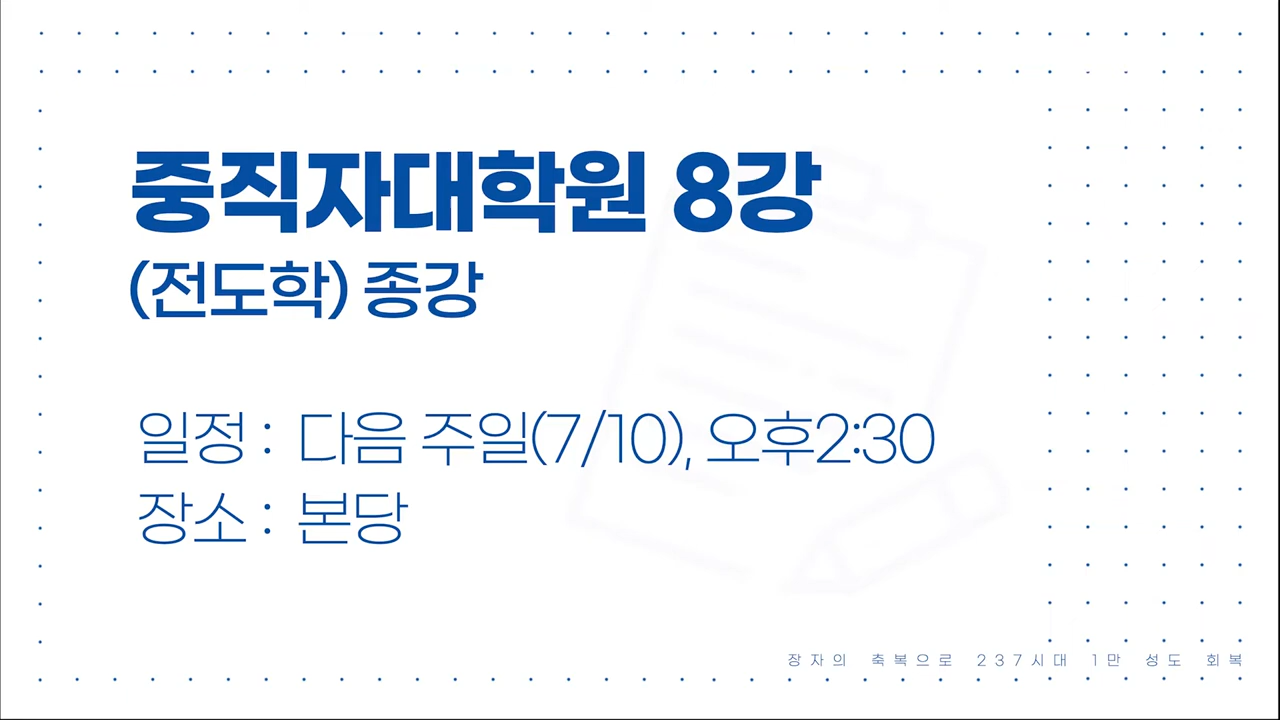 중직자대학원 8강
(전도학) 종강
일정 : 다음 주일(7/10), 오후2:30
장소 : 본당
장자의 축복으로 237시대 1만 성도 회복